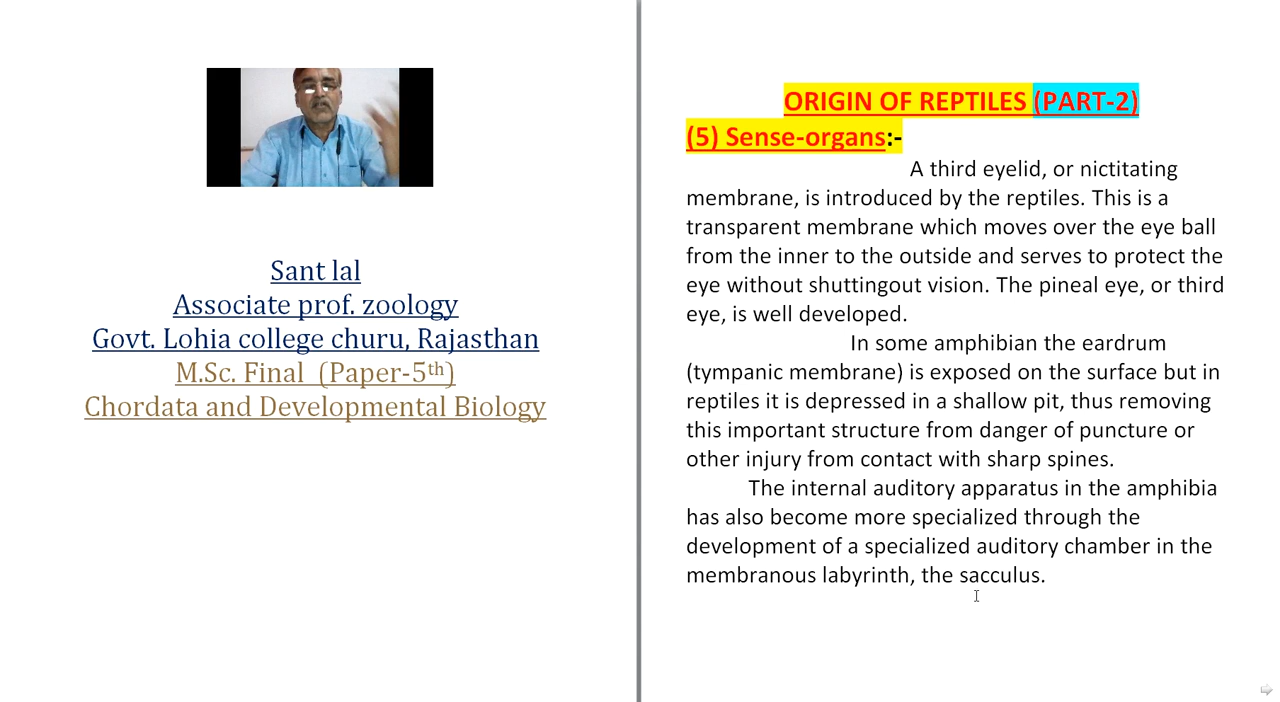 Sant lal
Associate prof. zoology
Govt. Lohia college churu, Rajasthan
M.Sc. Final (Paper-5th)
Chordata and Developmental Biology
ORIGIN OF REPTILES (PART-2)
(5) Sense-organs:-
A third eyelid, or nictitating
membrane, is introduced by the reptiles. This is a
transparent membrane which moves over the eye ball
from the inner to the outside and serves to protect the
eye without shuttingout vision. The pineal eye, or third
eye, is well developed.
In some amphibian the eardrum
(tympanic membrane) is exposed on the surface but in
reptiles it is depressed in a shallow pit, thus removing
this important structure from danger of puncture or
other injury from contact with sharp spines.
The internal auditory apparatus in the amphibia
has also become more specialized through the
development of a specialized auditory chamber in the
membranous labyrinth, the sacculus.